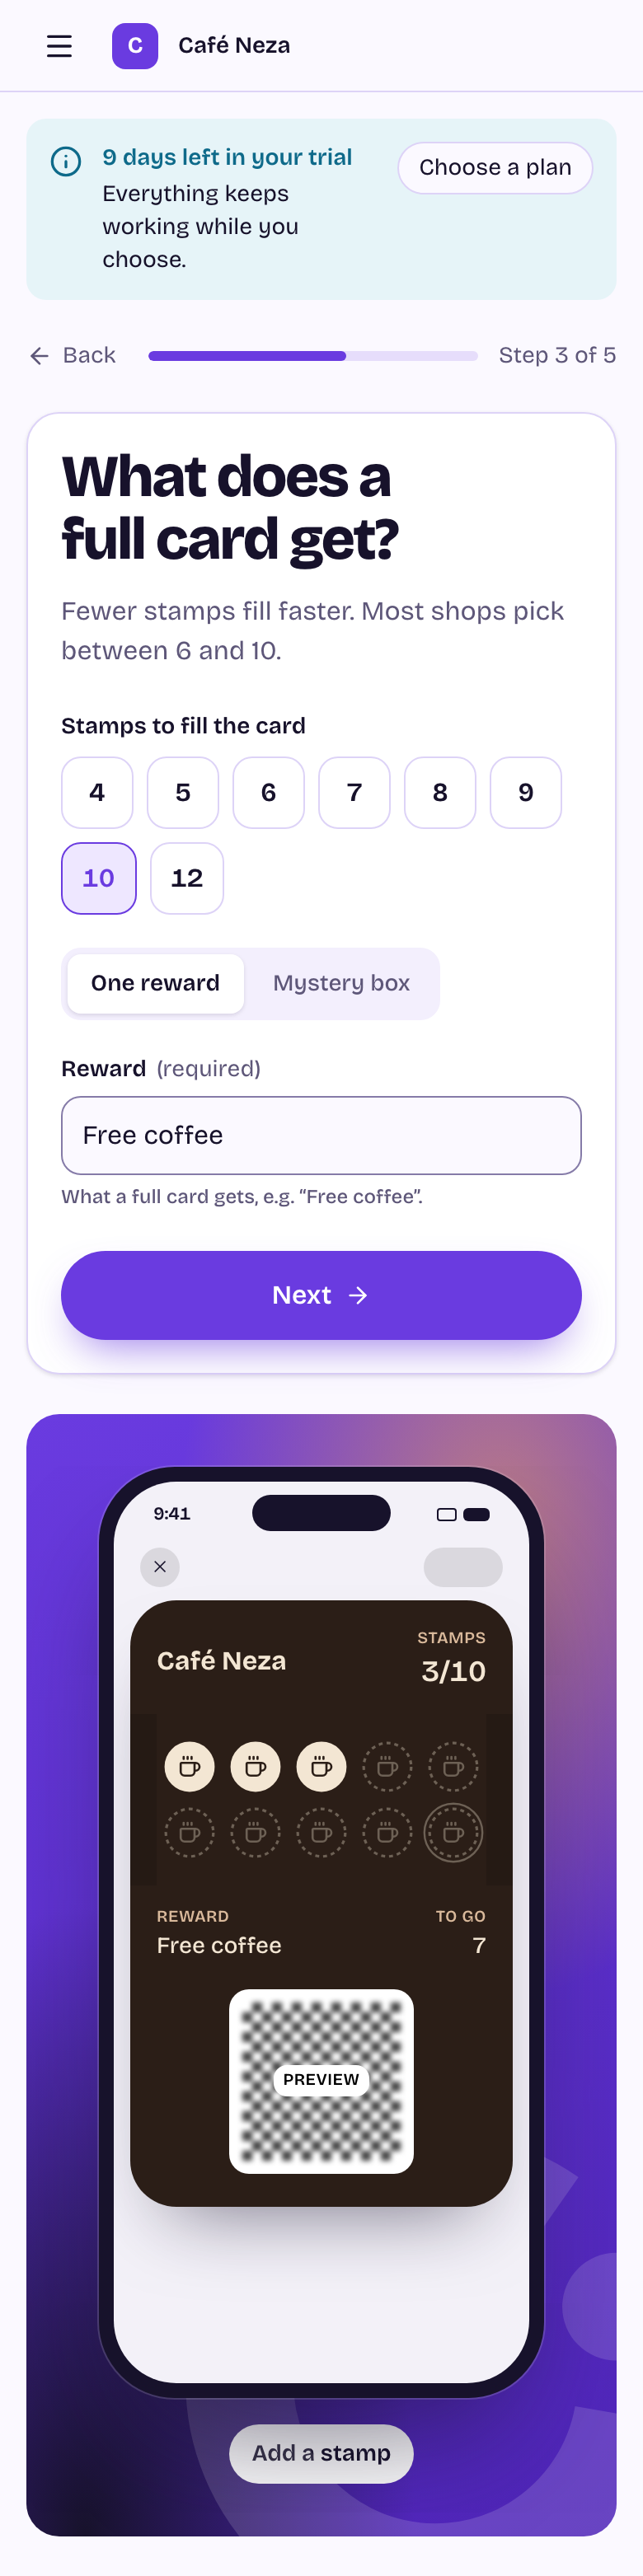 C
Café Neza
9 days left in your trial
Everything keeps
working while you
choose.
Choose a plan
Back
Step 3 of 5
What does a
full card get?
Fewer stamps fill faster. Most shops pick
between 6 and 10.
Stamps to fill the card
4 5 6 7 8 9
10 12
One reward Mystery box
Reward (required)
Free coffee
What a full card gets, e.g. “Free coffee”.
Next
9:41
Café Neza
STAMPS
3/10
REWARD
Free coffee
TO GO
7
PREVIEW
Add a stamp